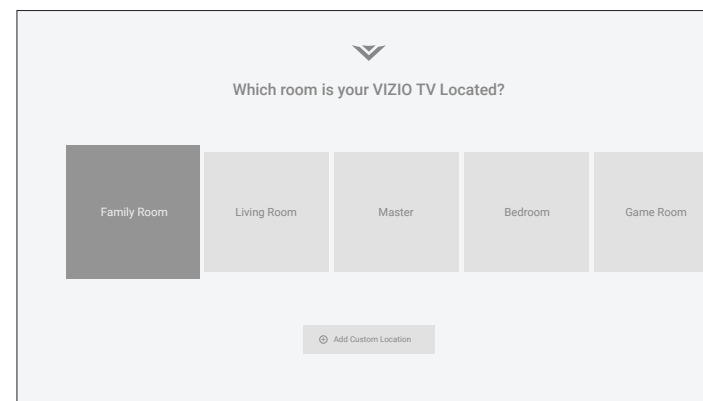 Which room is your VIZIO TV Located?
Family Room
Living Room
Master
Bedroom
Game Room
Add Custom Location